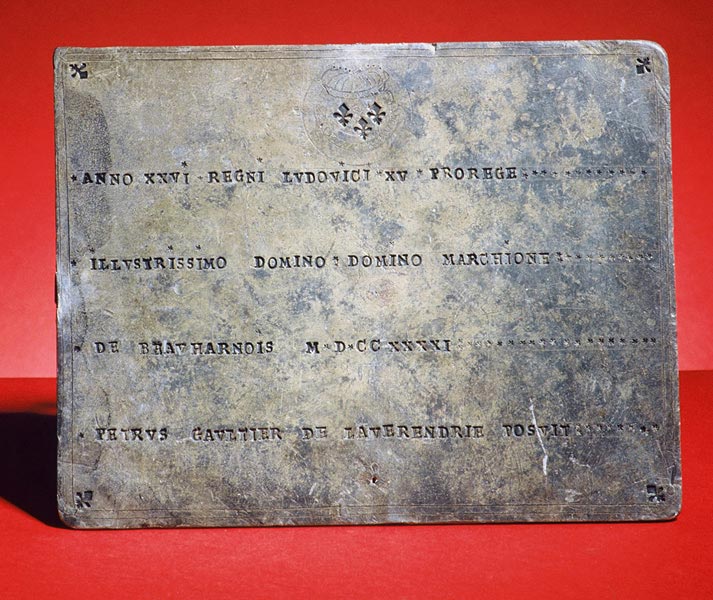 *ANNO XXVI * REGNI LVDOVICI XV * PROREGE
*ILLVSTRISSIMO DOMINO : DOMINO MARCHIONE
*DE BEAVHARNOIS M*D*CC XXXXI
*PETRVS GAVLTIER DE LAVERENDRIE POSVIT